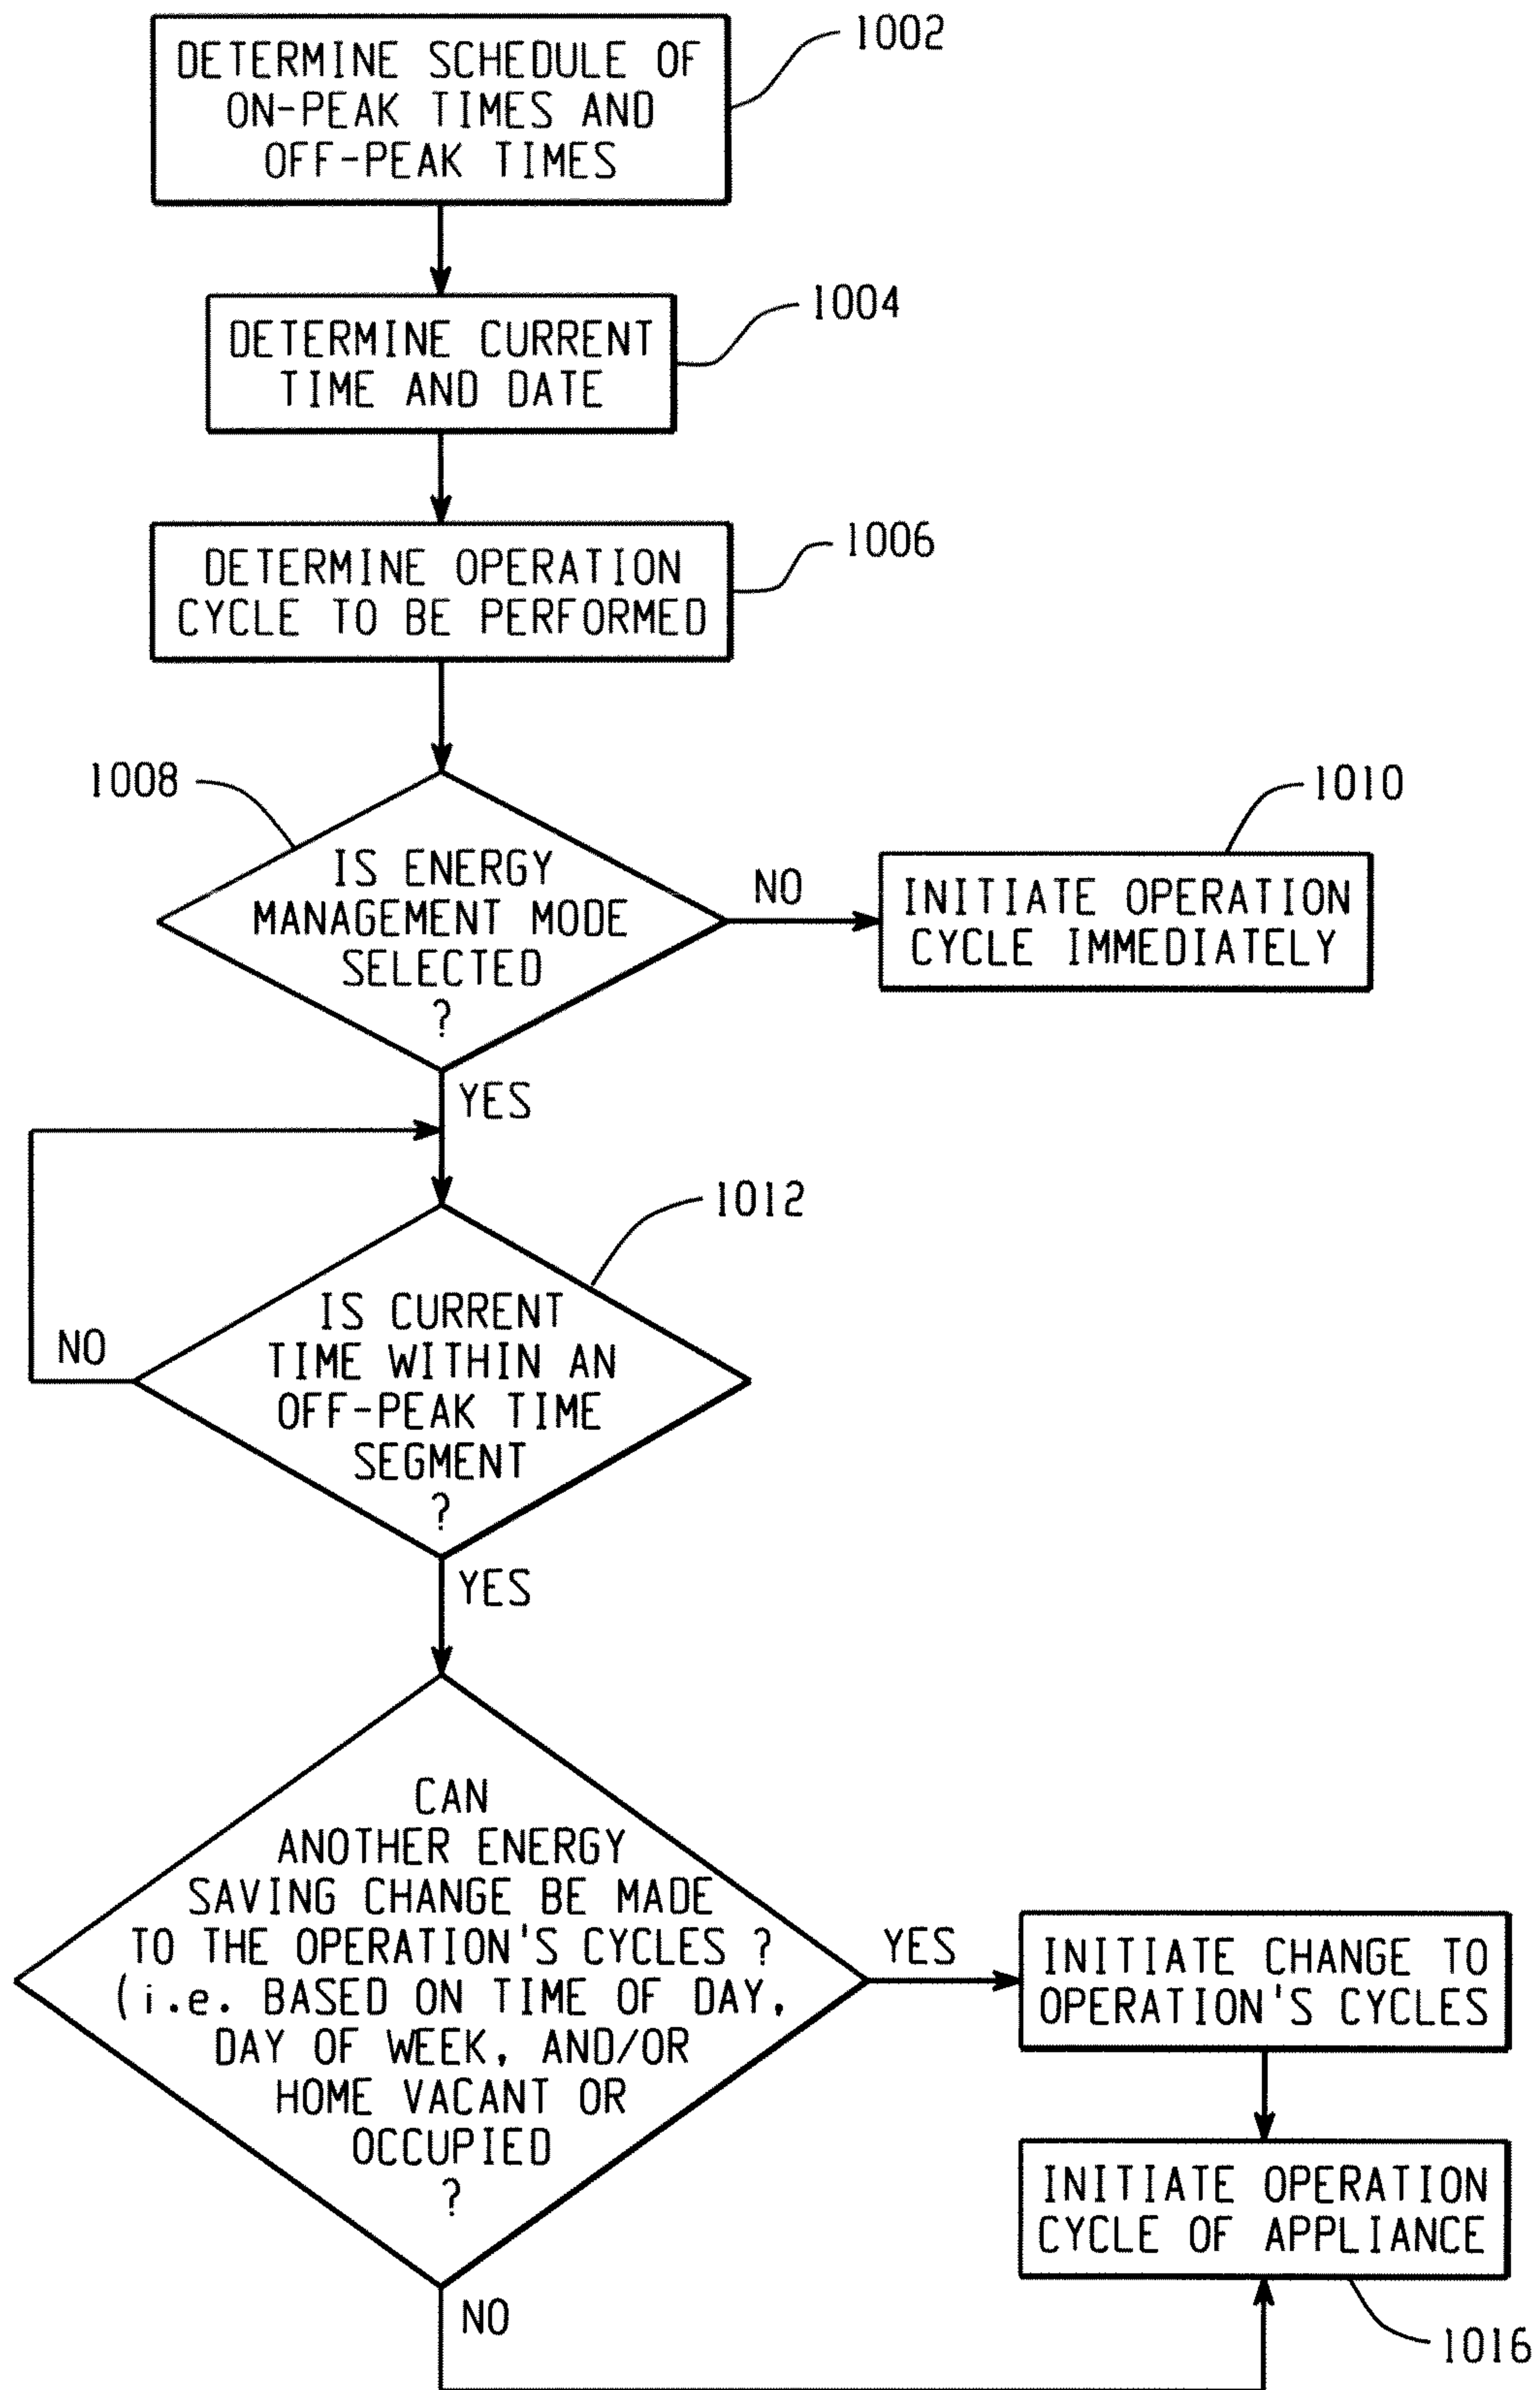 DETERMINE SCHEDULE OF
ON-PEAK TIMES AND
OFF-PEAK TIMES
1002
DETERMINE CURRENT
TIME AND DATE
1004
DETERMINE OPERATION
CYCLE TO BE PERFORMED
1006
1008
IS ENERGY
MANAGEMENT MODE
SELECTED
?
NO
1010
INITIATE OPERATION
CYCLE IMMEDIATELY
YES
1012
IS CURRENT
TIME WITHIN AN
OFF-PEAK TIME
SEGMENT
?
NO
YES
CAN
ANOTHER ENERGY
SAVING CHANGE BE MADE
TO THE OPERATION'S CYCLES ?
(i.e. BASED ON TIME OF DAY,
DAY OF WEEK, AND/OR
HOME VACANT OR
OCCUPIED
?
YES
INITIATE CHANGE TO
OPERATION'S CYCLES
INITIATE OPERATION
CYCLE OF APPLIANCE
NO
1016